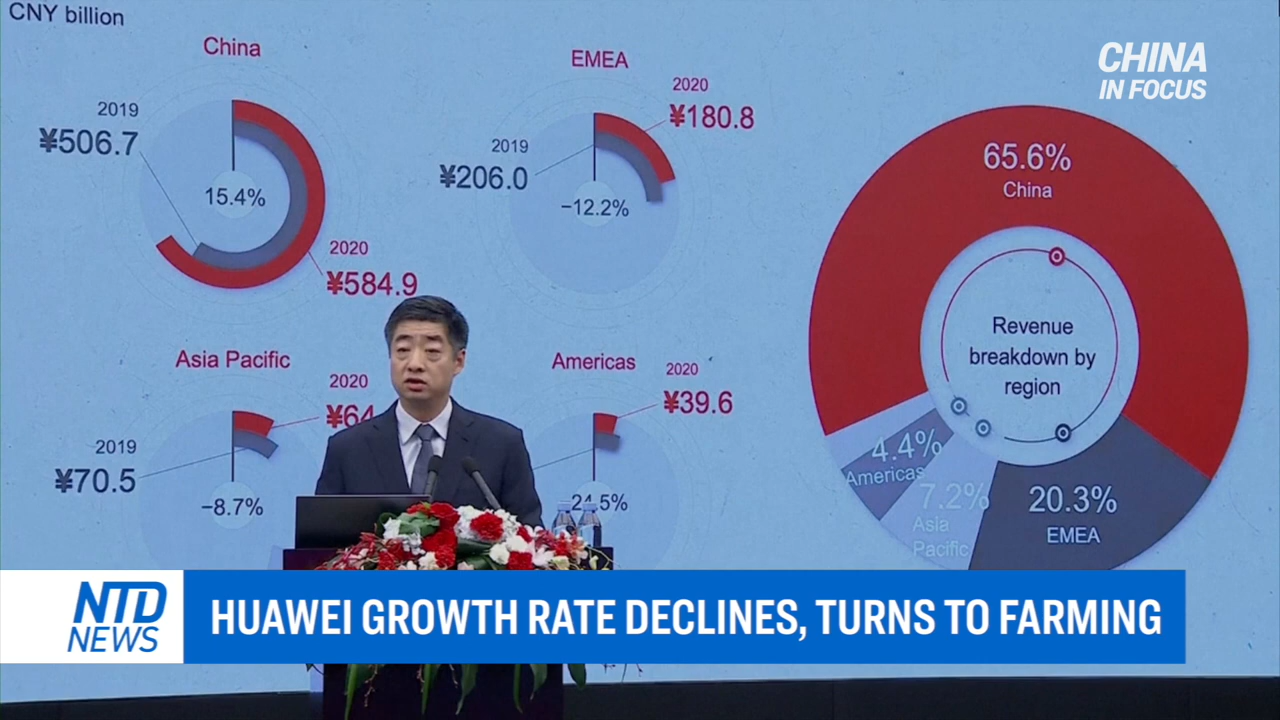 CNY billion
China
2019
¥506.7
15.4%
2020
¥584.9
EMEA
2020
¥180.8
2019
¥206.0
−12.2%
Asia Pacific
2020
¥64
2019
¥70.5
−8.7%
Americas
2020
¥39.6
24.5%
65.6%
China
Revenue
breakdown by
region
4.4%
Americas
7.2%
Asia
Pacific
20.3%
EMEA
CHINA
IN FOCUS
NTD
NEWS
HUAWEI GROWTH RATE DECLINES, TURNS TO FARMING